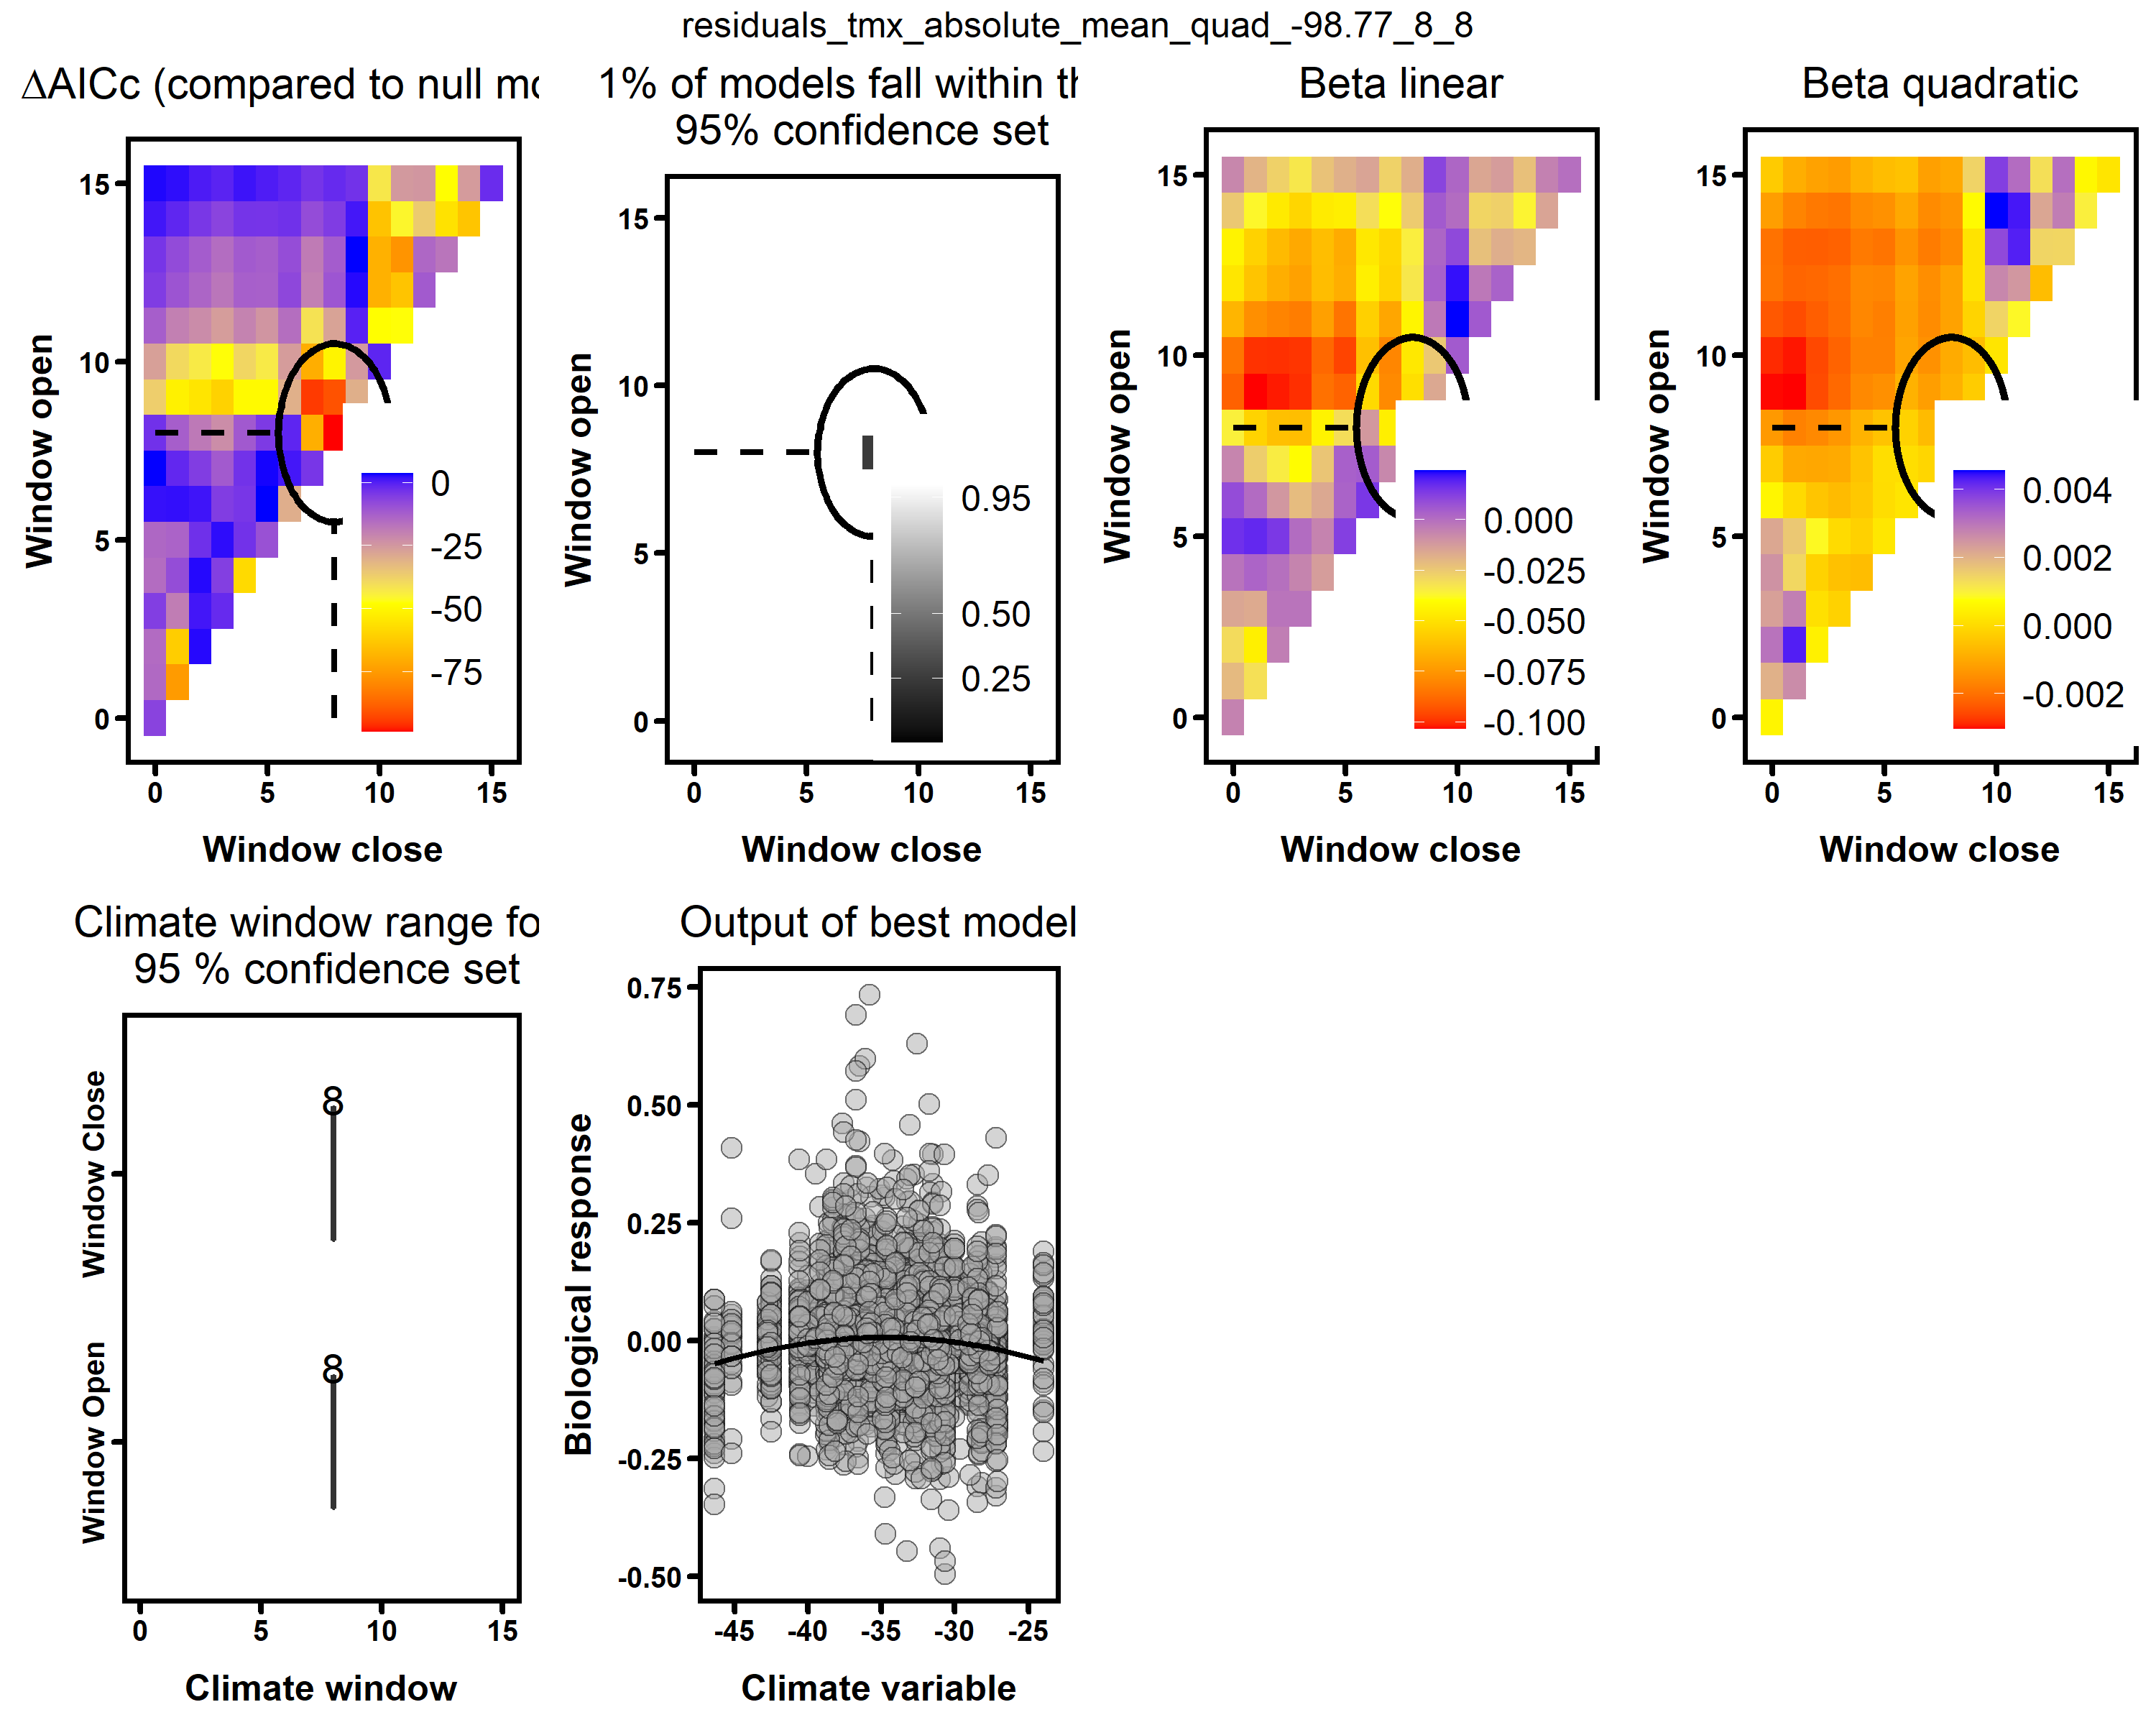 residuals_tmx_absolute_mean_quad_-98.77_8_8
ΔAICc (compared to null mo
15
10
5
0
Window open
0
-25
-50
-75
0 5 10 15
Window close
1% of models fall within th
95% confidence set
15
10
5
0
Window open
0.95
0.50
0.25
0 5 10 15
Window close
Beta linear
15
10
5
0
Window open
0.000
-0.025
-0.050
-0.075
-0.100
0 5 10 15
Window close
Beta quadratic
15
10
5
0
Window open
0.004
0.002
0.000
-0.002
0 5 10 15
Window close
Climate window range fo
95 % confidence set
Window Close
Window Open
8
8
0 5 10 15
Climate window
Output of best model
0.75
0.50
0.25
0.00
-0.25
-0.50
Biological response
-45 -40 -35 -30 -25
Climate variable